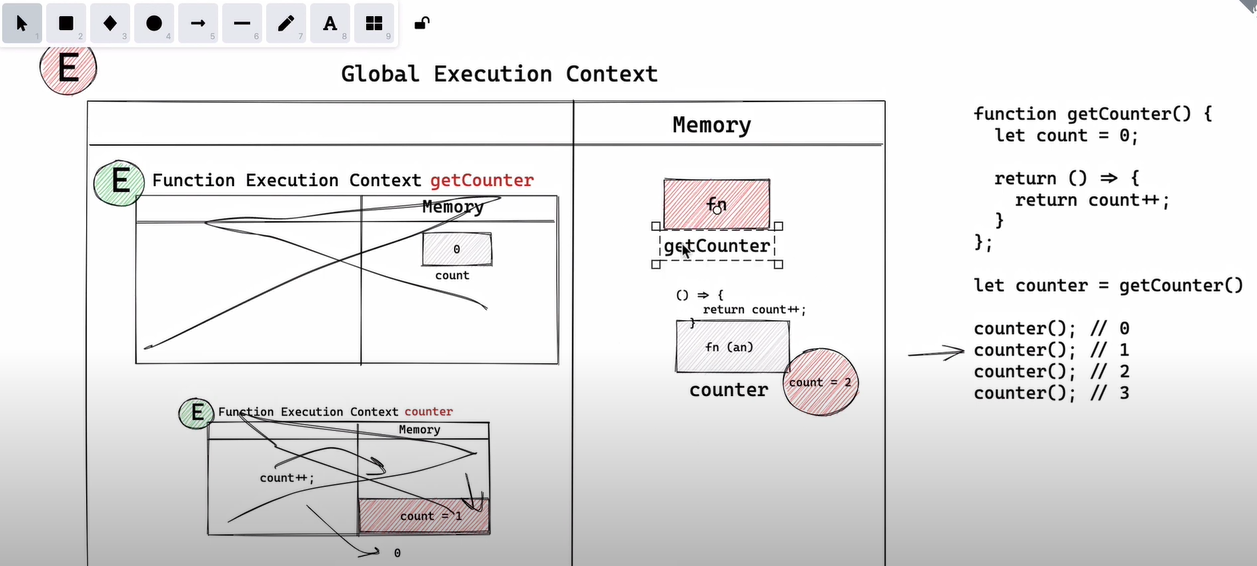 1 2 3 4 5 6 7 A 8 9
E
Global Execution Context
Memory
E Function Execution Context getCounter
Memory
0
count
fn
getCounter
() => {
return count++;
}
fn (an)
counter
count = 2
E Function Execution Context counter
Memory
count++;
count = 1
0
function getCounter() {
let count = 0;
return () => {
return count++;
}
};
let counter = getCounter()
counter(); // 0
counter(); // 1
counter(); // 2
counter(); // 3